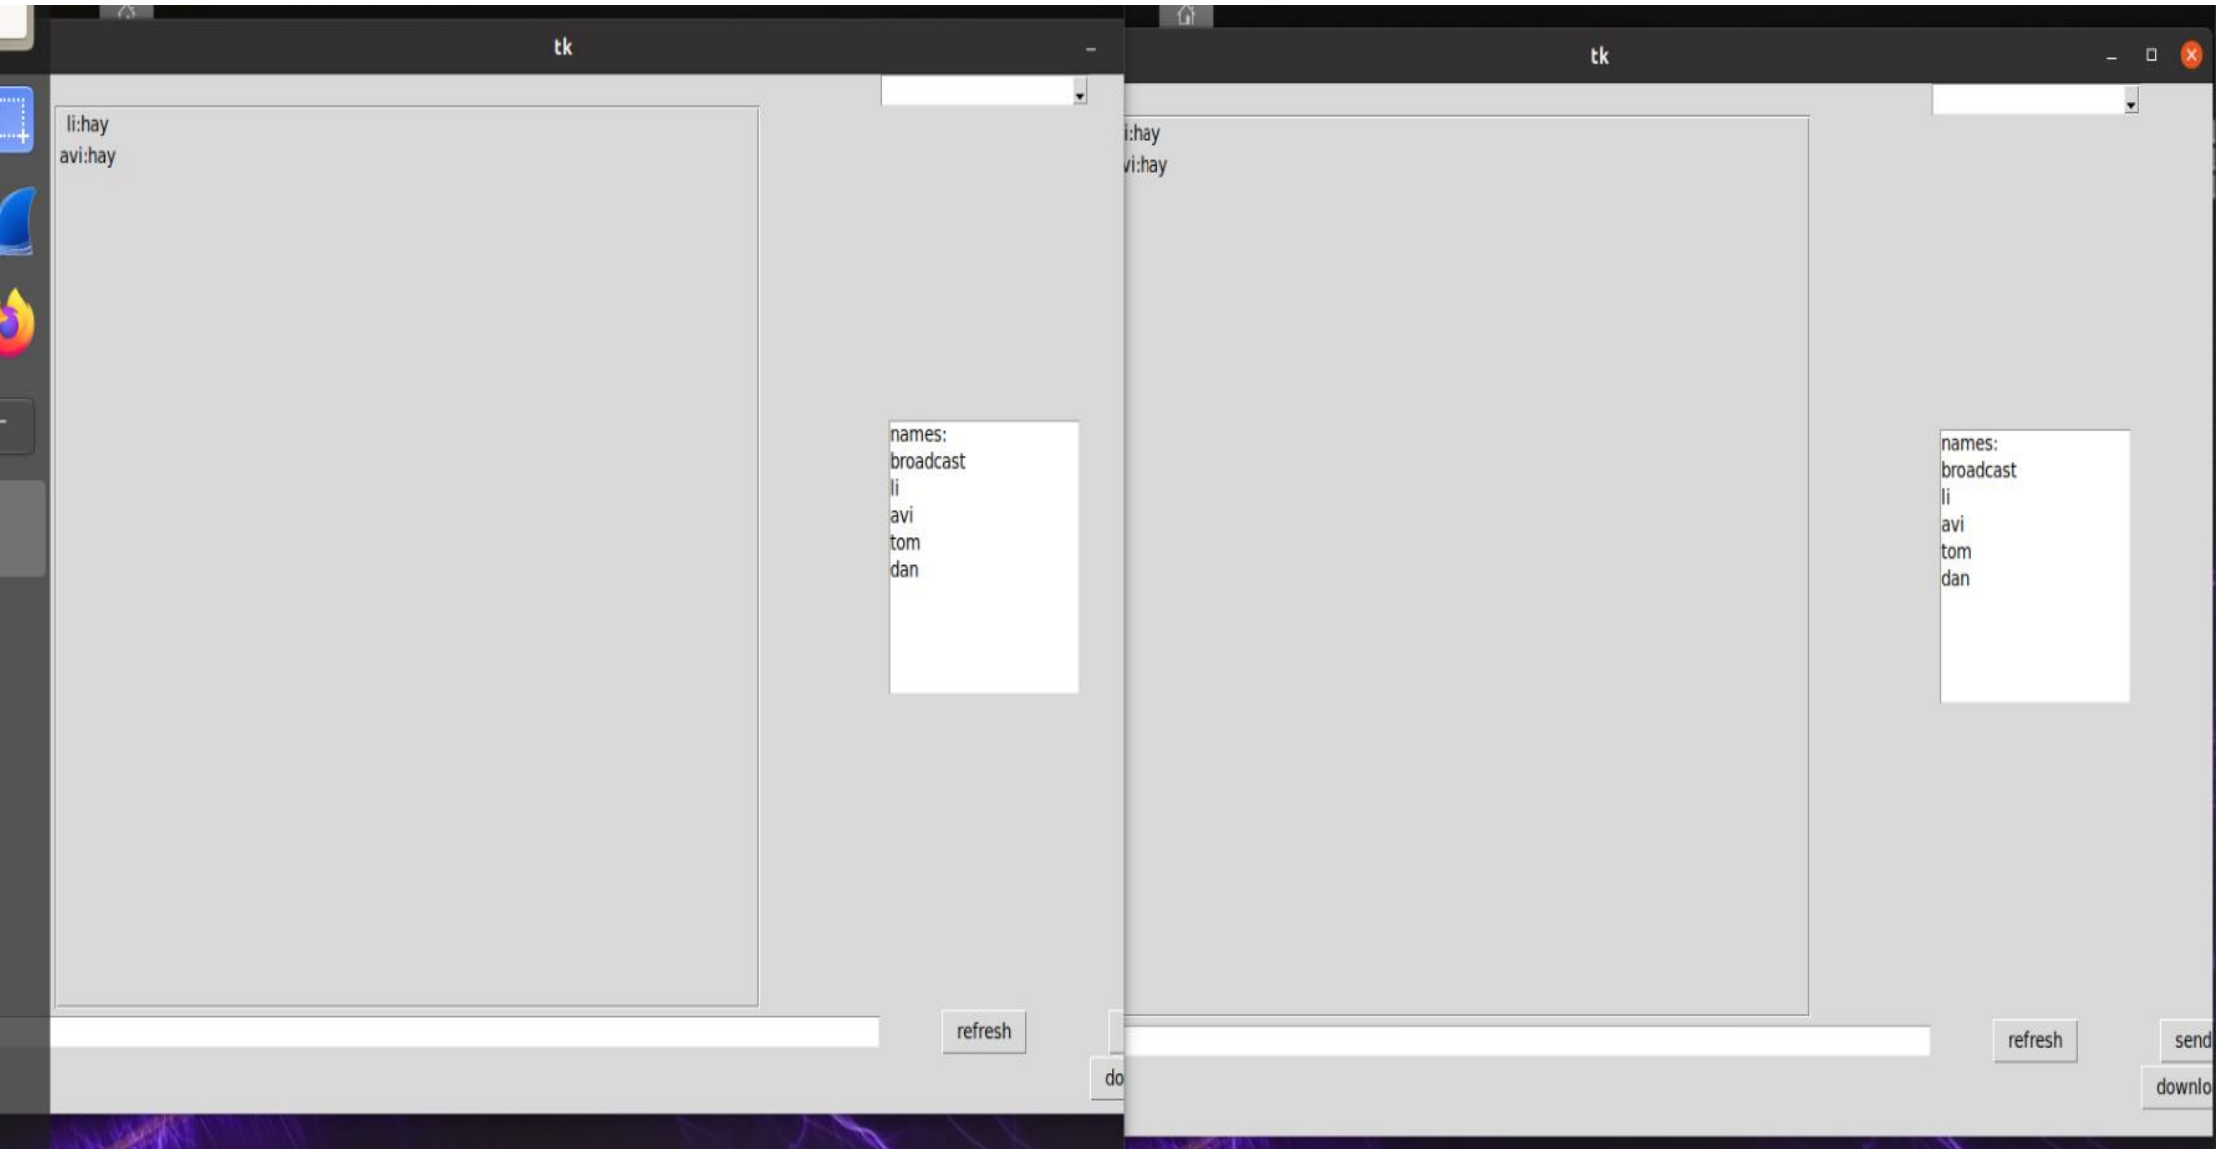 tk
li:hay
avi:hay
names:
broadcast
li
avi
tom
dan
refresh
do
tk
i:hay
vi:hay
names:
broadcast
li
avi
tom
dan
refresh
send
downlo